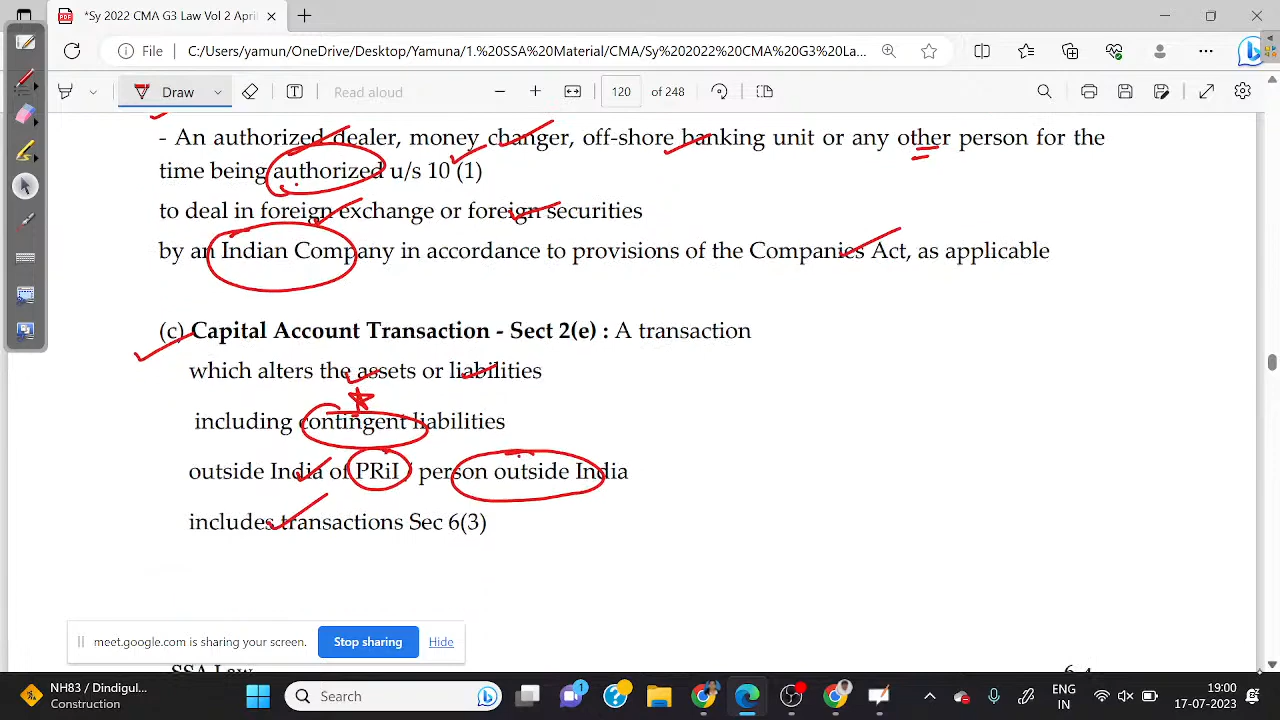 *Sy 2022 CMA G3 Law Vol 2 April
File
C:/Users/yamun/OneDrive/Desktop/Yamuna/1.%20SSA%20Material/CMA/Sy%202022%20CMA%20G3%20La...
Draw
Read aloud
120
of 248
- An authorized dealer, money changer, off-shore banking unit or any other person for the
time being authorized u/s 10 (1)
to deal in foreign exchange or foreign securities
by an Indian Company in accordance to provisions of the Companies Act, as applicable
(c) Capital Account Transaction - Sect 2(e) : A transaction
which alters the assets or liabilities
including contingent liabilities
outside India of PRiI / person outside India
includes transactions Sec 6(3)
meet.google.com is sharing your screen.
Stop sharing
Hide
SSA Law
NH83 / Dindigul...
Construction
Search
1
ENG
IN
19:00
17-07-2023